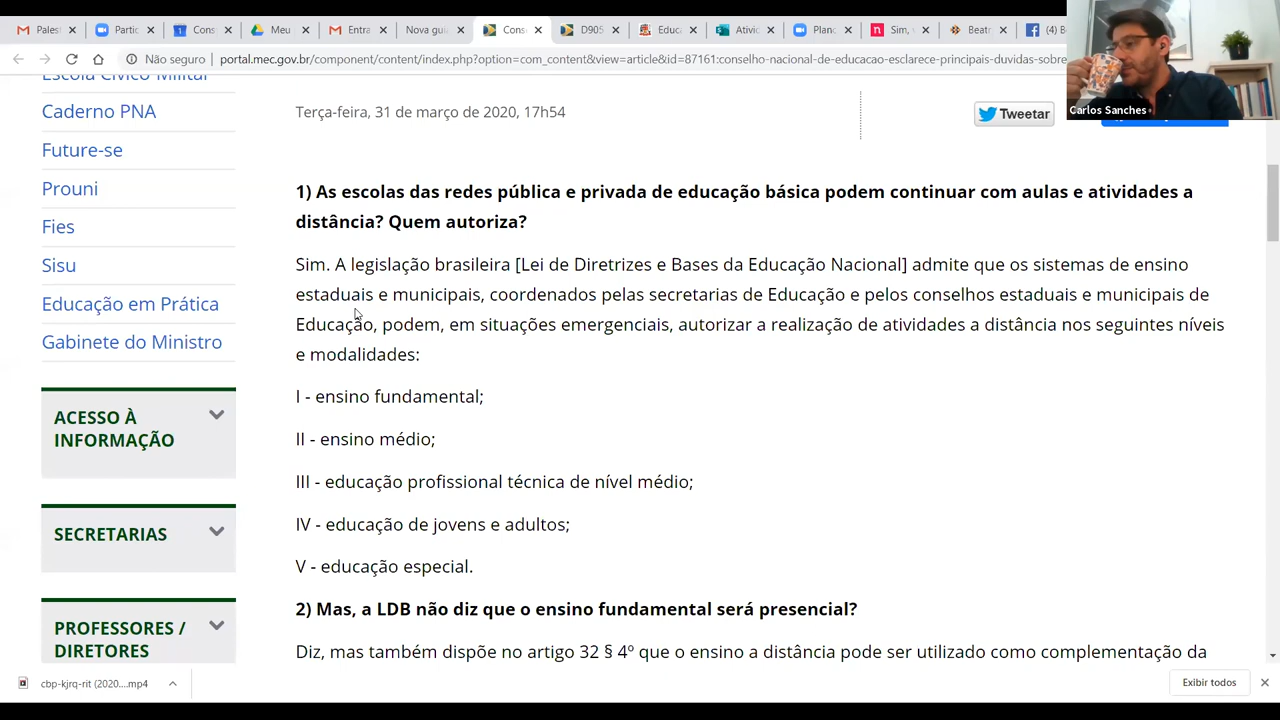 Pales
Partic
Cons
Meu
Entra
Nova gui
Cons
D905
Educ
Ativid
Planc
Sim, v
Beatr
(4) B
Não seguro
portal.mec.gov.br/component/content/index.php?option=com_content&view=article&id=87161:conselho-nacional-de-educacao-esclarece-principais-duvidas-sobre
Carlos Sanches
Escola Cívico-Militar
Caderno PNA
Future-se
Prouni
Fies
Sisu
Educação em Prática
Gabinete do Ministro
ACESSO À
INFORMAÇÃO
SECRETARIAS
PROFESSORES /
DIRETORES
Terça-feira, 31 de março de 2020, 17h54
Tweetar
1) As escolas das redes pública e privada de educação básica podem continuar com aulas e atividades a
distância? Quem autoriza?
Sim. A legislação brasileira [Lei de Diretrizes e Bases da Educação Nacional] admite que os sistemas de ensino
estaduais e municipais, coordenados pelas secretarias de Educação e pelos conselhos estaduais e municipais de
Educação, podem, em situações emergenciais, autorizar a realização de atividades a distância nos seguintes níveis
e modalidades:
I - ensino fundamental;
II - ensino médio;
III - educação profissional técnica de nível médio;
IV - educação de jovens e adultos;
V - educação especial.
2) Mas, a LDB não diz que o ensino fundamental será presencial?
Diz, mas também dispõe no artigo 32 § 4º que o ensino a distância pode ser utilizado como complementação da
cbp-kjrq-rit (2020....mp4
Exibir todos